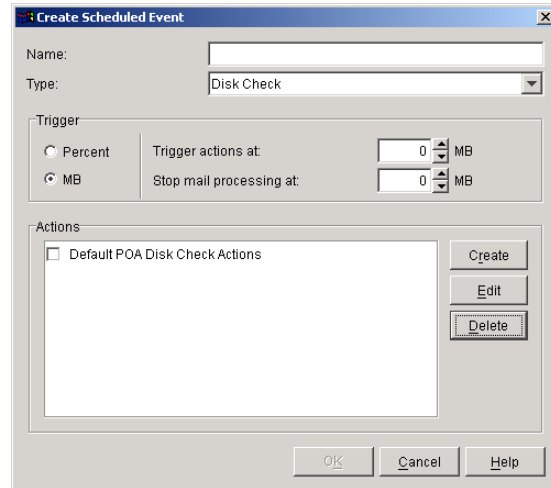 Create Scheduled Event
Name:
Type: Disk Check
Trigger
Percent
MB
Trigger actions at: 0 MB
Stop mail processing at: 0 MB
Actions
Default POA Disk Check Actions
Create
Edit
Delete
OK Cancel Help